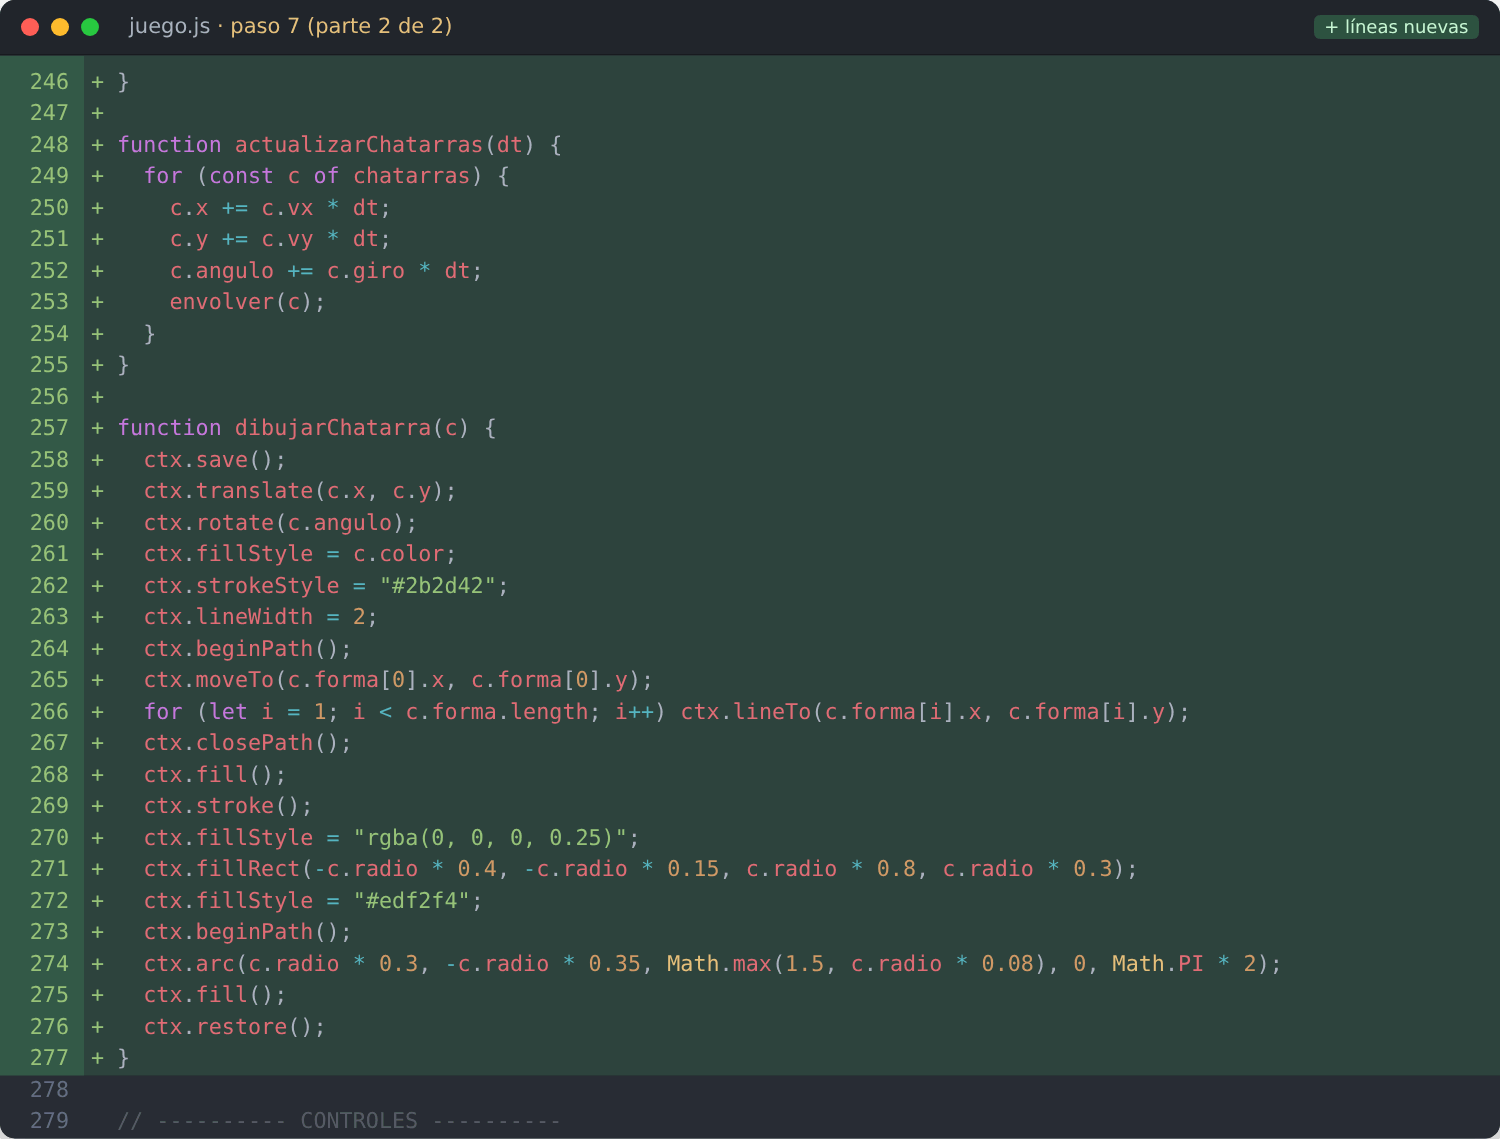 juego.js · paso 7 (parte 2 de 2)
+ líneas nuevas
246 + }
247 +
248 + function actualizarChatarras(dt) {
249 +   for (const c of chatarras) {
250 +     c.x += c.vx * dt;
251 +     c.y += c.vy * dt;
252 +     c.angulo += c.giro * dt;
253 +     envolver(c);
254 +   }
255 + }
256 +
257 + function dibujarChatarra(c) {
258 +   ctx.save();
259 +   ctx.translate(c.x, c.y);
260 +   ctx.rotate(c.angulo);
261 +   ctx.fillStyle = c.color;
262 +   ctx.strokeStyle = "#2b2d42";
263 +   ctx.lineWidth = 2;
264 +   ctx.beginPath();
265 +   ctx.moveTo(c.forma[0].x, c.forma[0].y);
266 +   for (let i = 1; i < c.forma.length; i++) ctx.lineTo(c.forma[i].x, c.forma[i].y);
267 +   ctx.closePath();
268 +   ctx.fill();
269 +   ctx.stroke();
270 +   ctx.fillStyle = "rgba(0, 0, 0, 0.25)";
271 +   ctx.fillRect(-c.radio * 0.4, -c.radio * 0.15, c.radio * 0.8, c.radio * 0.3);
272 +   ctx.fillStyle = "#edf2f4";
273 +   ctx.beginPath();
274 +   ctx.arc(c.radio * 0.3, -c.radio * 0.35, Math.max(1.5, c.radio * 0.08), 0, Math.PI * 2);
275 +   ctx.fill();
276 +   ctx.restore();
277 + }
278
279   // ---------- CONTROLES ----------